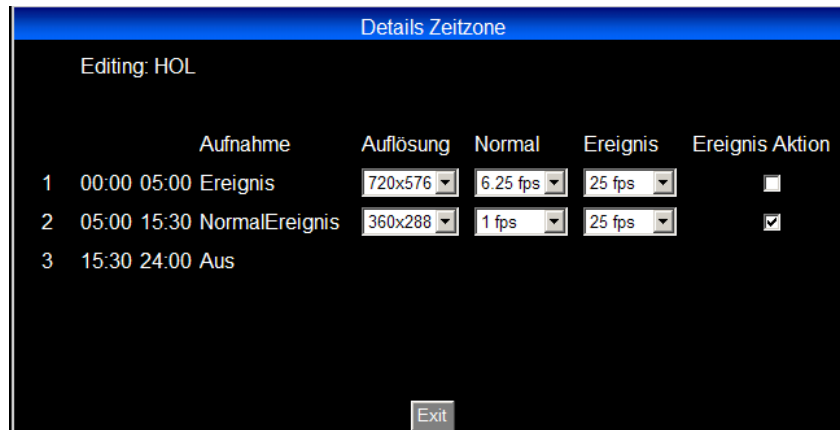 Details Zeitzone
Editing: HOL
Aufnahme Auflösung Normal Ereignis Ereignis Aktion
1 00:00 05:00 Ereignis 720x576 6.25 fps 25 fps
2 05:00 15:30 NormalEreignis 360x288 1 fps 25 fps
3 15:30 24:00 Aus
Exit